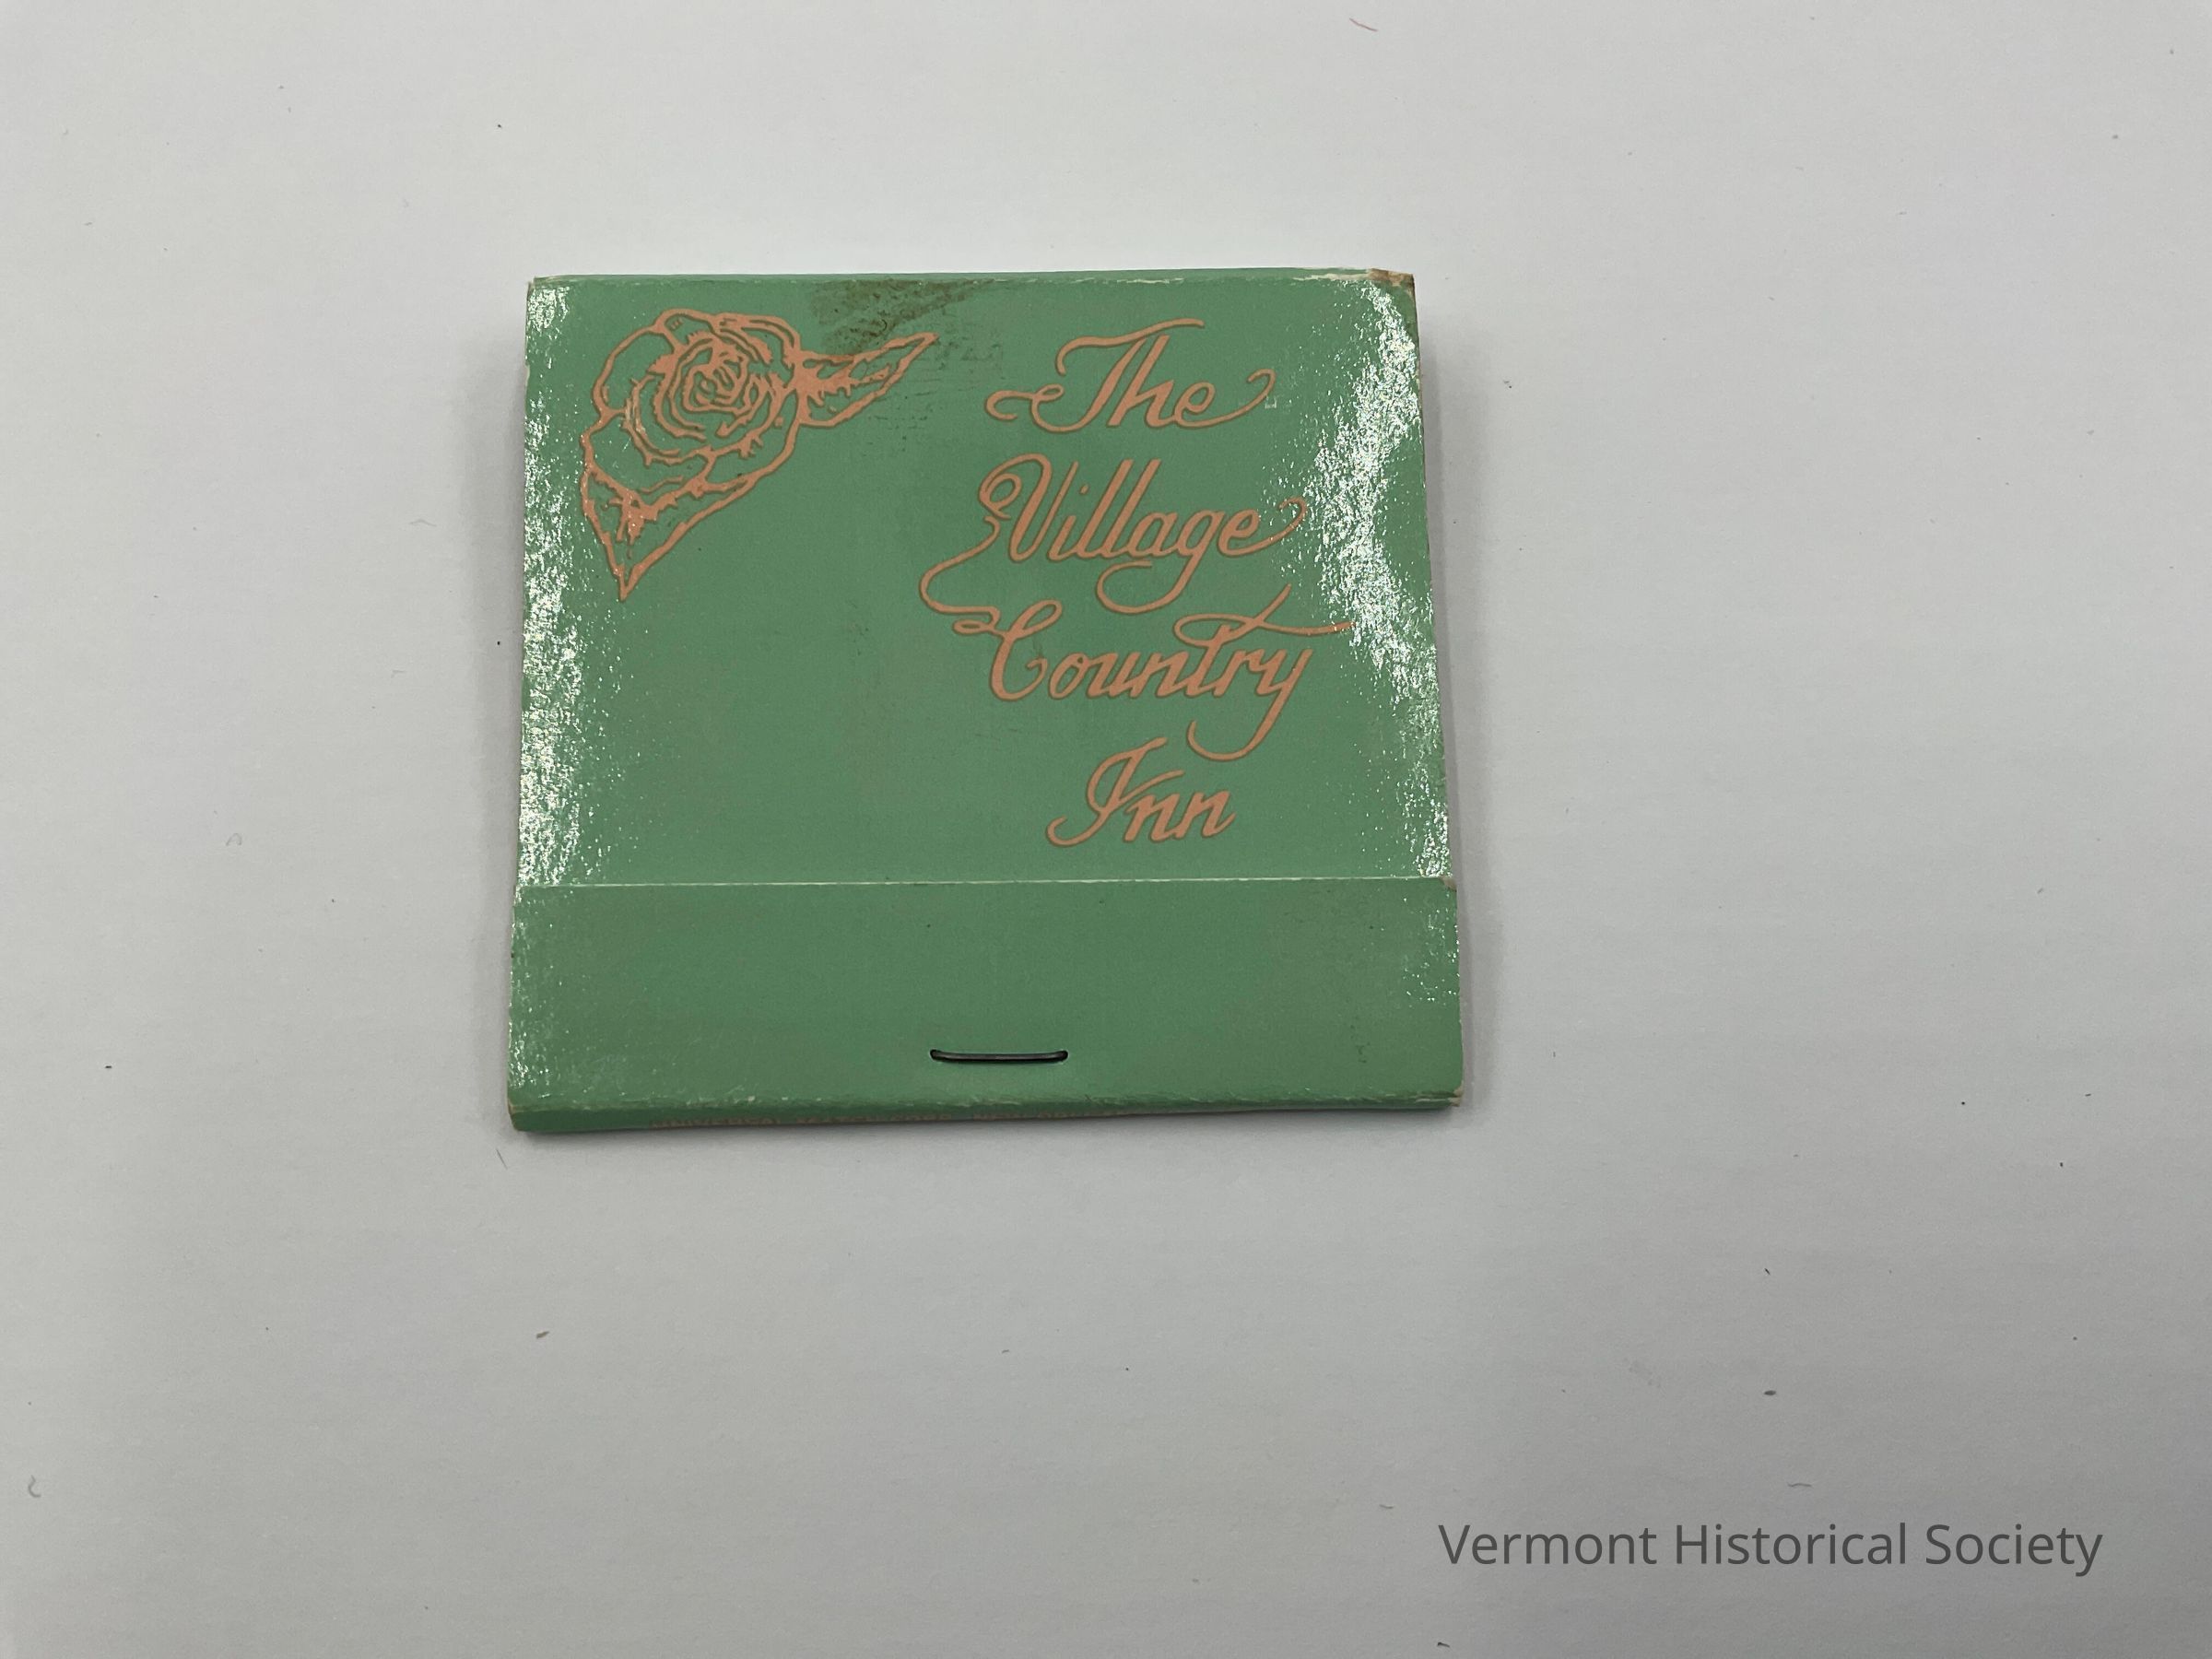 The
Village
Country
Inn
Vermont Historical Society